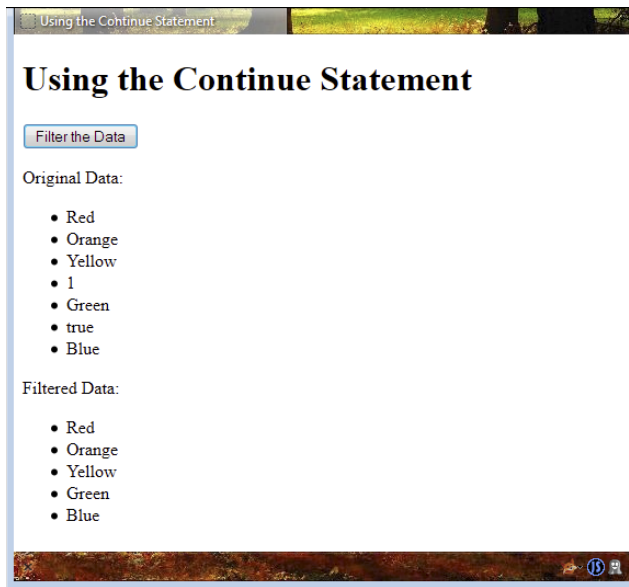 Using the Continue Statement
Using the Continue Statement
Filter the Data
Original Data:
Red
Orange
Yellow
1
Green
true
Blue
Filtered Data:
Red
Orange
Yellow
Green
Blue
JS